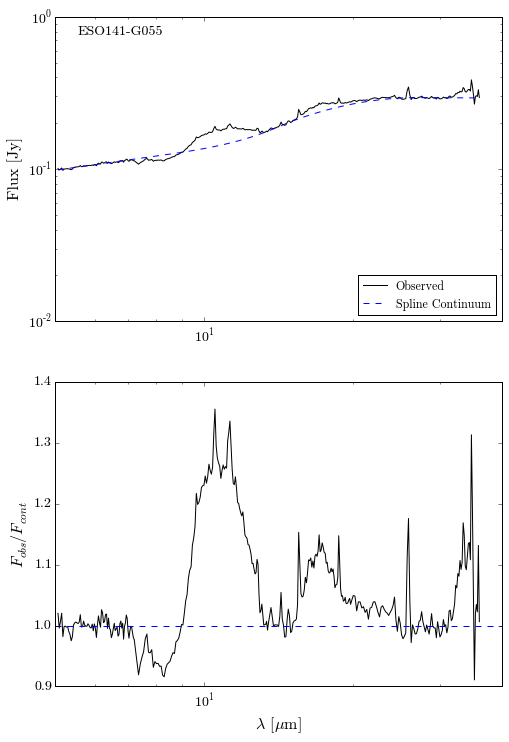 ESO141-G055
10^0
10^-1
10^-2
Flux [Jy]
Observed
Spline Continuum
10^1
1.4
1.3
1.2
1.1
1.0
0.9
F_obs/F_cont
10^1
λ [μm]